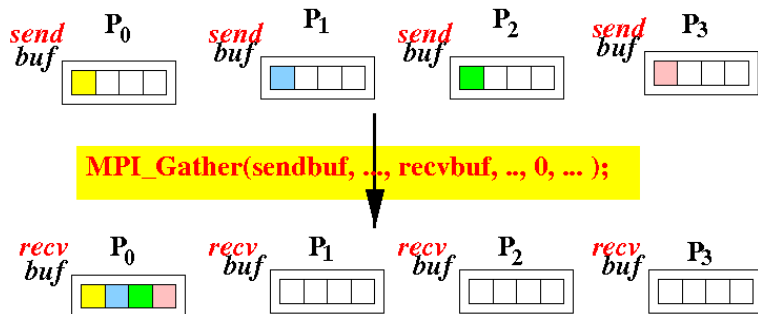 send buf P0 send buf P1 send buf P2 send buf P3
MPI_Gather(sendbuf, ..., recvbuf, .., 0, ... );
recv buf P0 recv buf P1 recv buf P2 recv buf P3